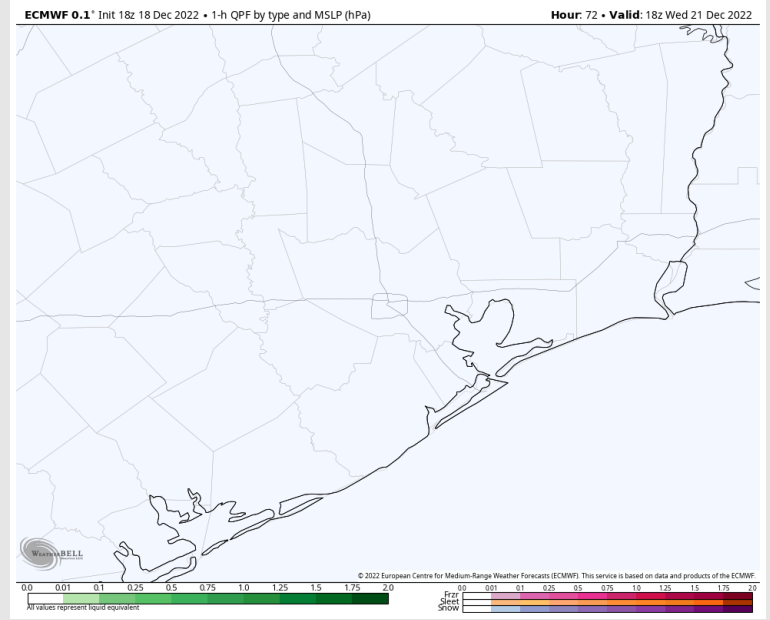 ECMWF 0.1° Init 18z 18 Dec 2022 • 1-h QPF by type and MSLP (hPa)
Hour: 72 • Valid: 18z Wed 21 Dec 2022
WEATHERBELL
© 2022 European Centre for Medium-Range Weather Forecasts (ECMWF). This service is based on data and products of the ECMWF.
0.0 0.01 0.1 0.25 0.5 0.75 1.0 1.25 1.5 1.75 2.0
All values represent liquid equivalent
0.0 0.01 0.1 0.25 0.5 0.75 1.0 1.25 1.5 1.75 2.0
Frzr
Sleet
Snow